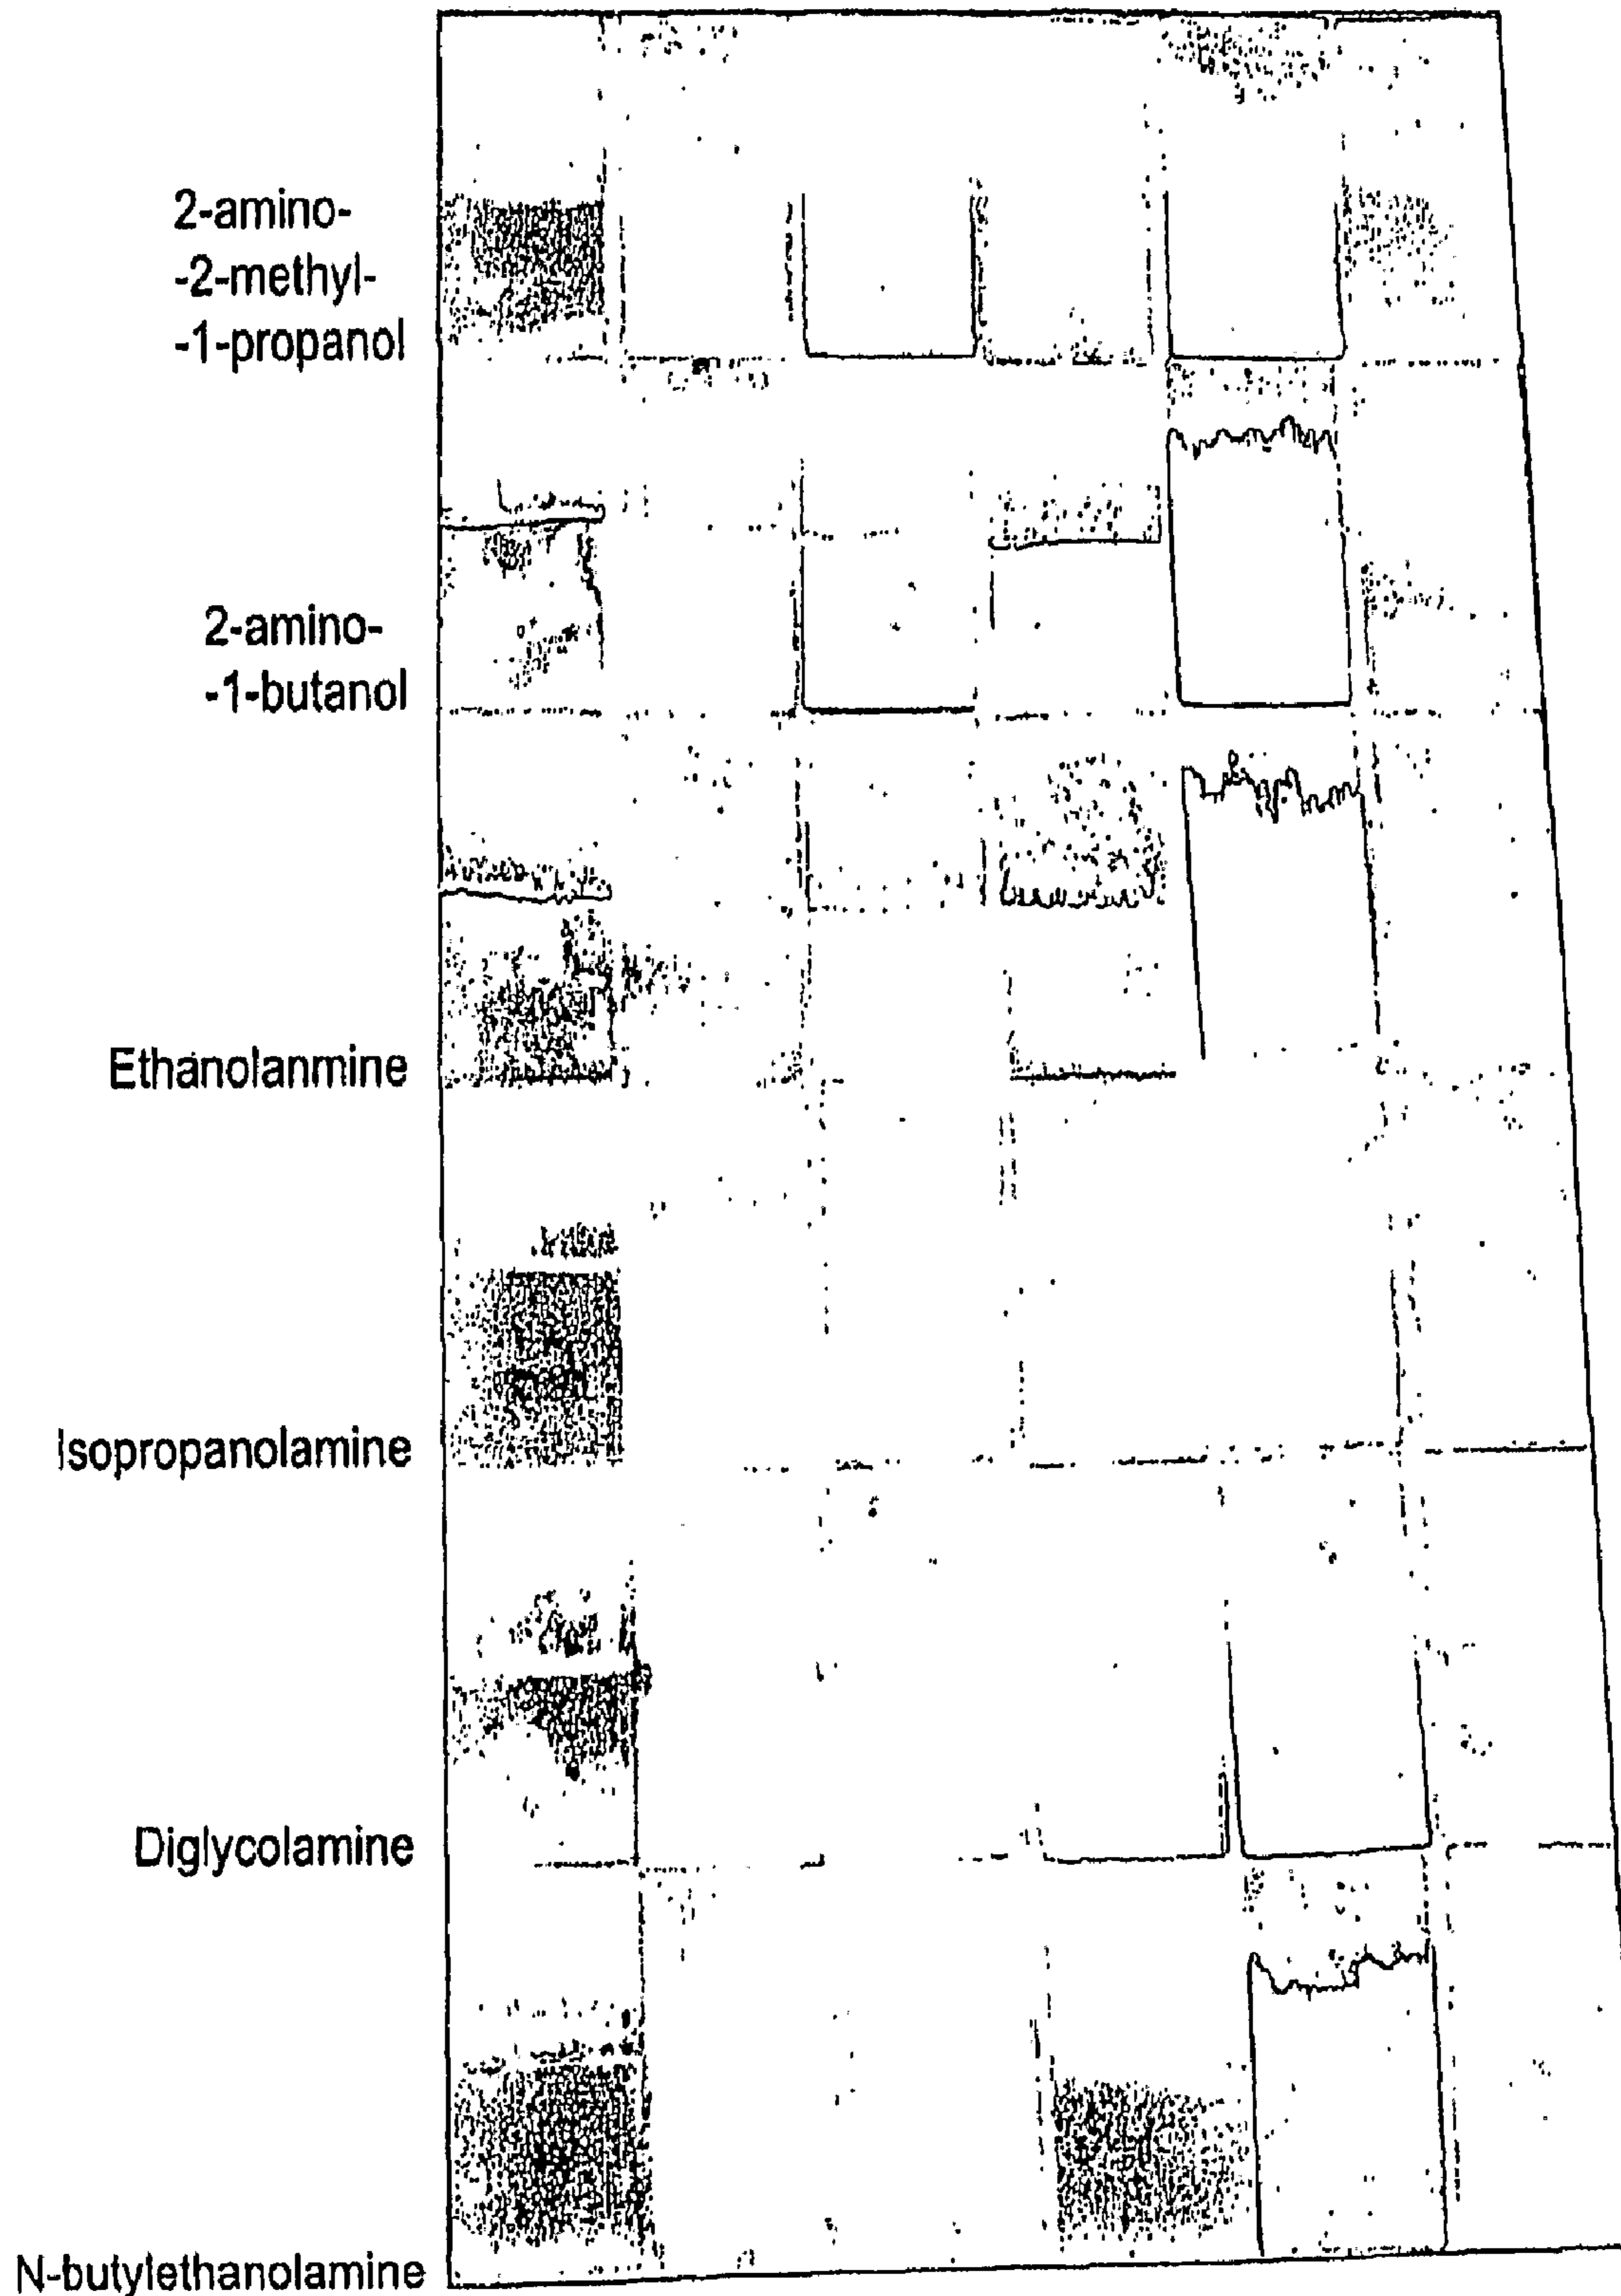 2-amino-
-2-methyl-
-1-propanol
2-amino-
-1-butanol
Ethanolanmine
Isopropanolamine
Diglycolamine
N-butylethanolamine